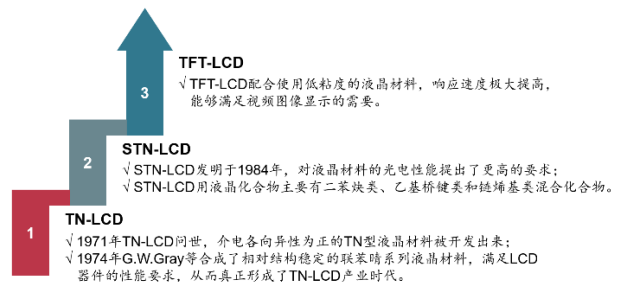 3
TFT-LCD
√ TFT-LCD配合使用低粘度的液晶材料，响应速度极大提高，
能够满足视频图像显示的需要。
2
STN-LCD
√ STN-LCD发明于1984年，对液晶材料的光电性能提出了更高的要求；
√ STN-LCD用液晶化合物主要有二苯炔类、乙基桥键类和链烯基类混合化合物。
1
TN-LCD
√ 1971年TN-LCD问世，介电各向异性为正的TN型液晶材料被开发出来；
√ 1974年G.W.Gray等合成了相对结构稳定的联苯晴系列液晶材料，满足LCD
器件的性能要求，从而真正形成了TN-LCD产业时代。